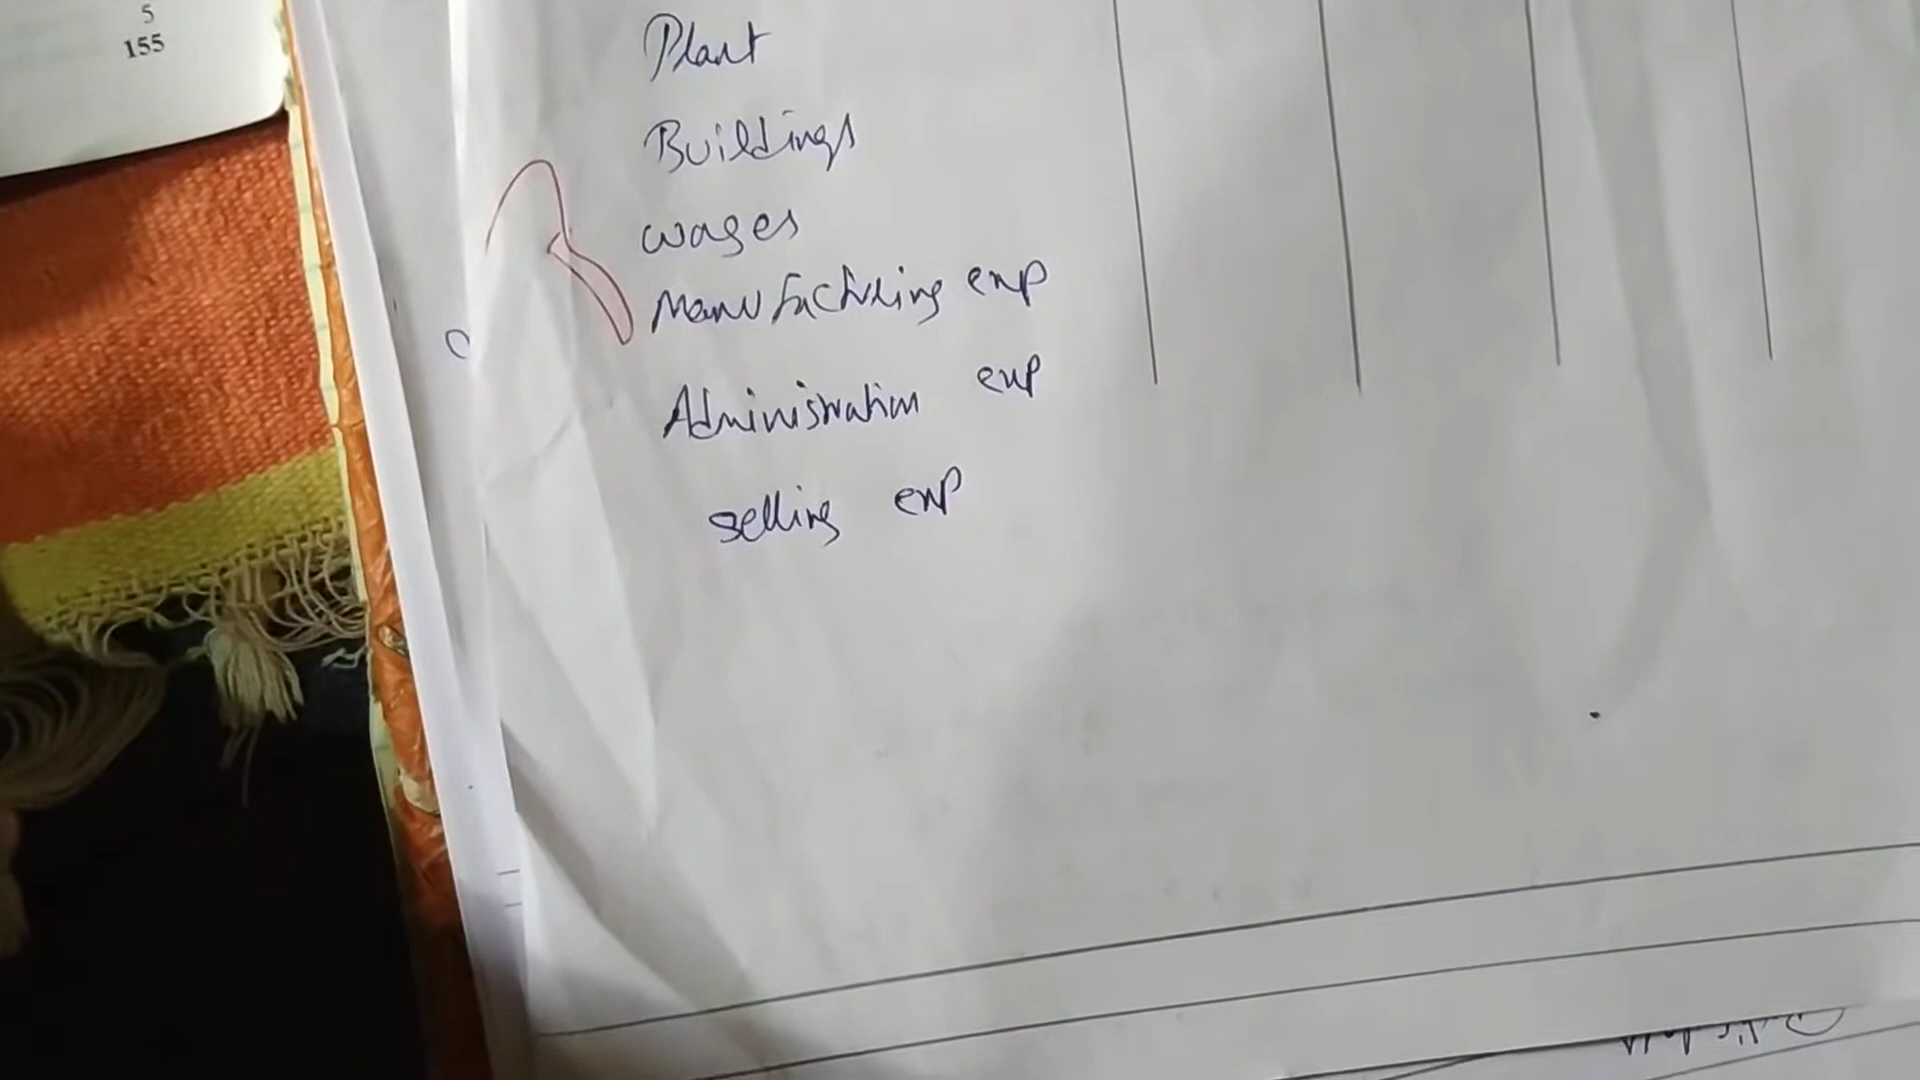 5
155
Plant
Buildings
wages
Manufacturing exp
Administration exp
selling exp